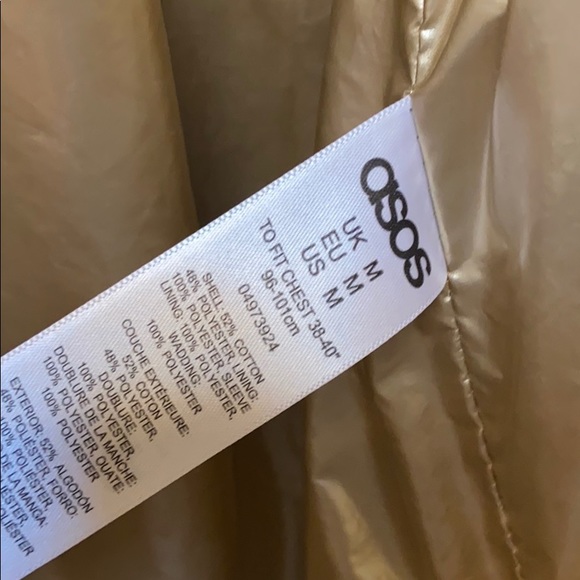 asos
UK M
EU M
US M
TO FIT CHEST 38-40"
96-101cm
04973924
SHELL 52% COTTON
48% POLYESTER, LINING:
100% POLYESTER, SLEEVE
LINING: 100% POLYESTER,
WADDING:
100% POLYESTER
COUCHE EXTÉRIEURE:
52% COTON
48% POLYESTER,
DOUBLURE:
100% POLYESTER,
DOUBLURE DE LA MANCHE:
100% POLYESTER, OUATE:
100% POLYESTER
EXTERIOR 52% ALGODÓN
48% POLIÉSTER, FORRO:
100% POLIÉSTER,
DE LA MANGA: